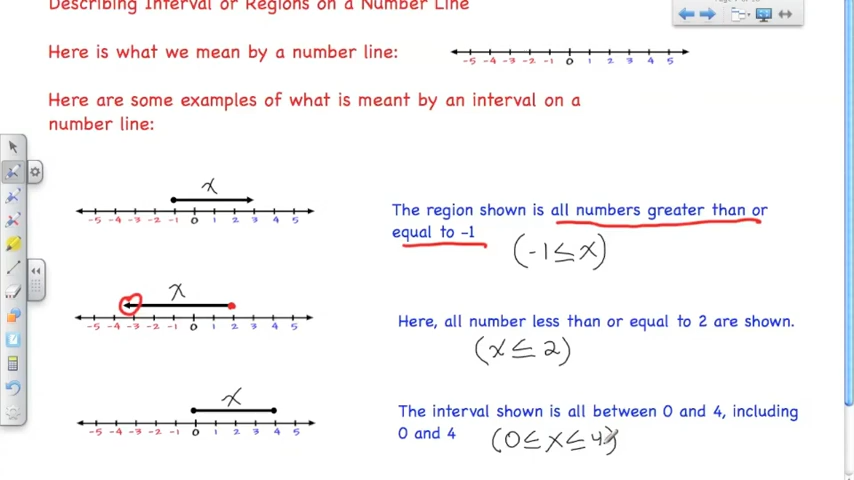 Describing Interval or Regions on a Number Line
Here is what we mean by a number line:
-5 -4 -3 -2 -1 0 1 2 3 4 5
Here are some examples of what is meant by an interval on a
number line:
x
-5 -4 -3 -2 -1 0 1 2 3 4 5
The region shown is all numbers greater than or
equal to -1
(-1 ≤ x)
x
-5 -4 -3 -2 -1 0 1 2 3 4 5
Here, all number less than or equal to 2 are shown.
(x ≤ 2)
x
-5 -4 -3 -2 -1 0 1 2 3 4 5
The interval shown is all between 0 and 4, including
0 and 4
(0 ≤ x ≤ 4)